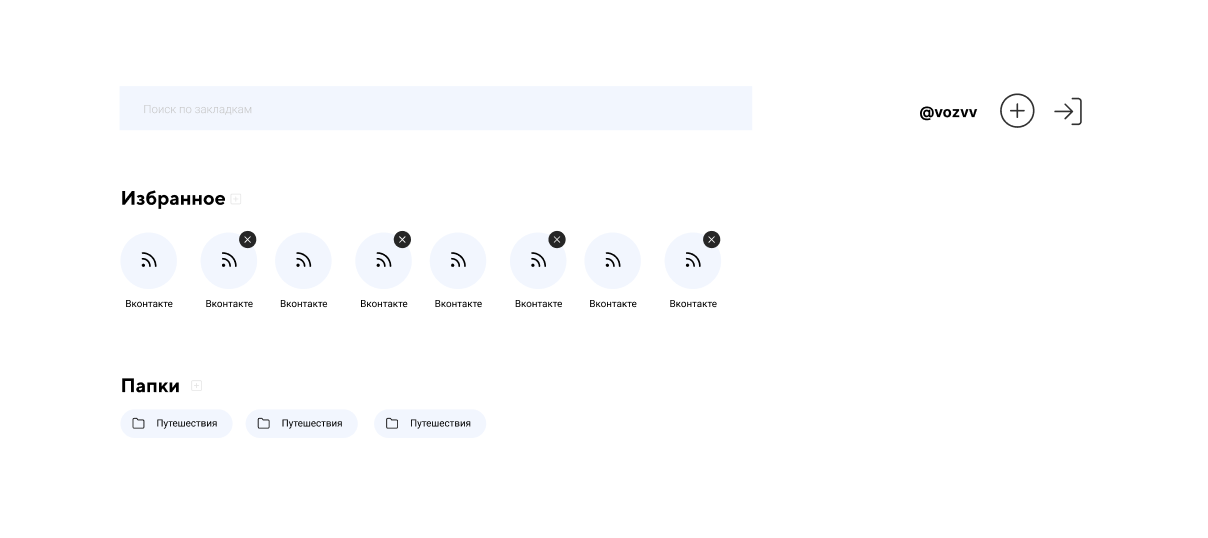 Поиск по закладкам
@vozvv
Избранное
Вконтакте Вконтакте Вконтакте Вконтакте Вконтакте Вконтакте Вконтакте Вконтакте
Папки
Путешествия Путешествия Путешествия